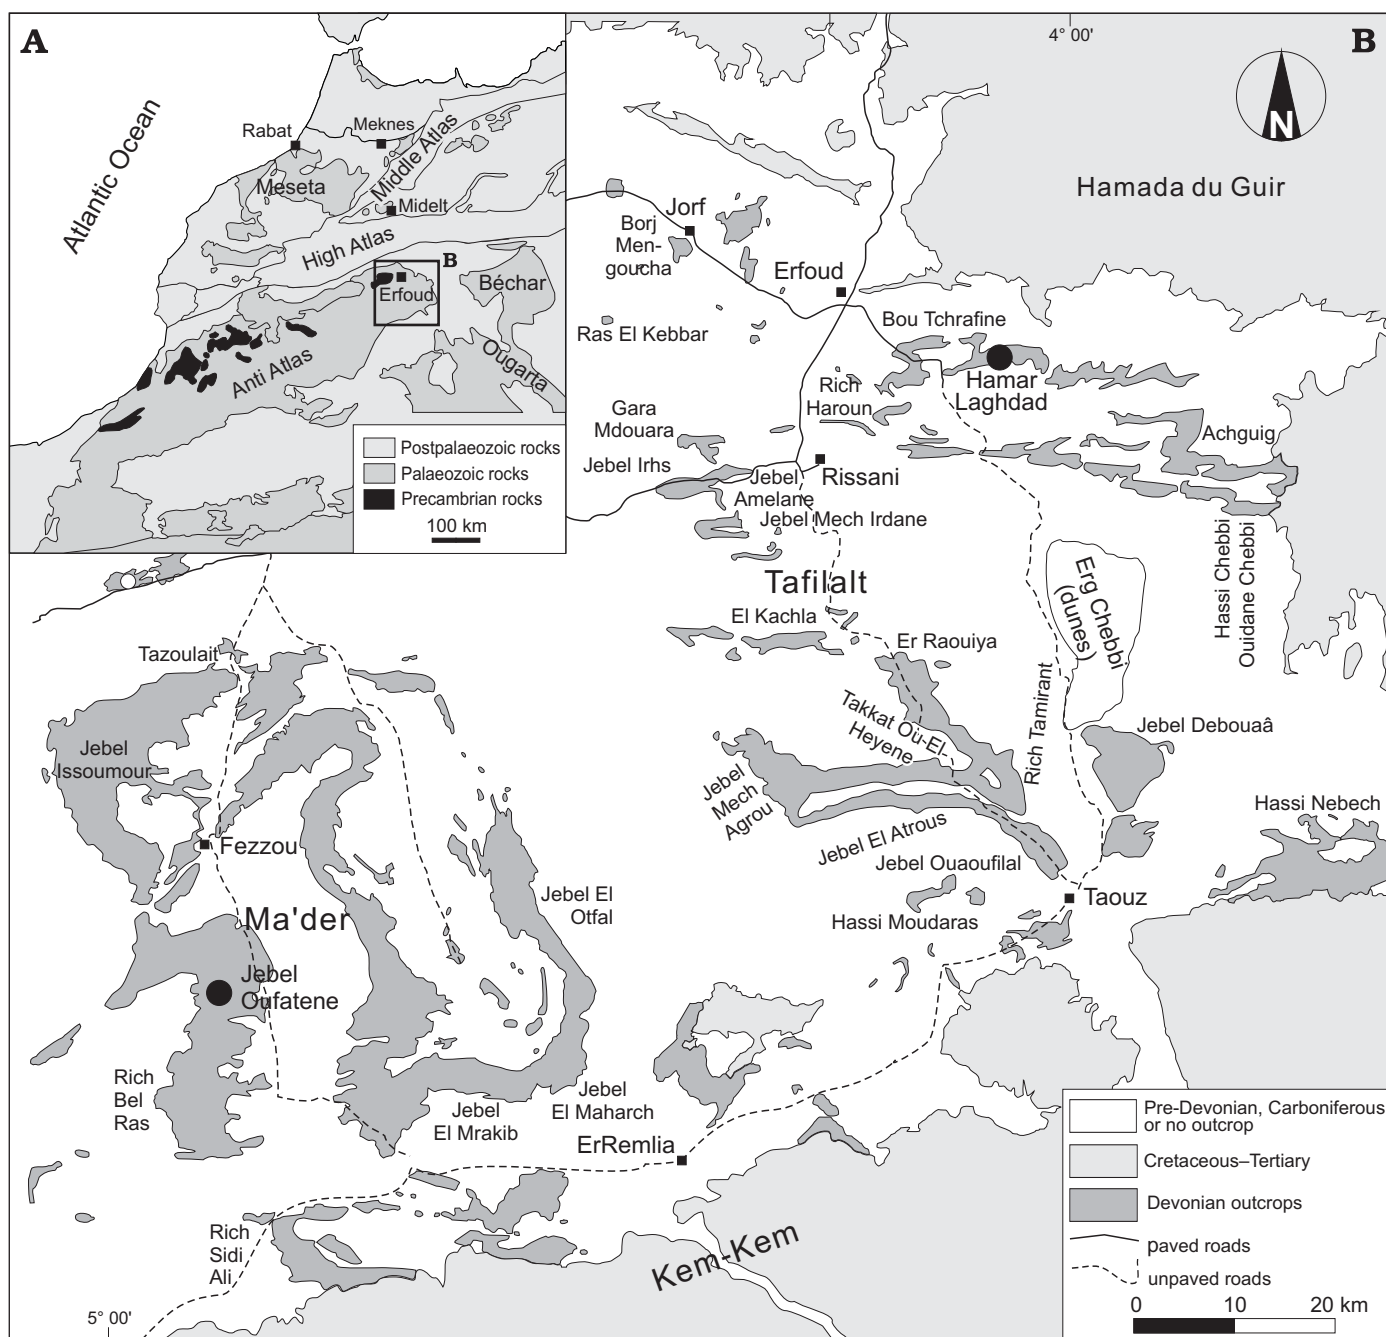 A
Atlantic Ocean
Rabat
Meknes
Middle Atlas
Meseta
Midelt
High Atlas
B
Erfoud
Béchar
Anti Atlas
Ougarta
Postpalaeozoic rocks
Palaeozoic rocks
Precambrian rocks
100 km
4° 00'
B
N
Hamada du Guir
Jorf
Borj
Men-
goucha
Erfoud
Ras El Kebbar
Bou Tchrafine
Hamar
Laghdad
Rich
Haroun
Gara
Mdouara
Achguig
Jebel Irhs
Rissani
Jebel
Amelane
Jebel Mech Irdane
Tafilalt
Erg Chebbi
(dunes)
Hassi Chebbi
Ouidane Chebbi
El Kachla
Er Raouiya
Tazoulait
Takkat Ou-El-
Heyene
Rich Tamirant
Jebel Debouaâ
Jebel
Issoumour
Jebel
Mech
Agrou
Hassi Nebech
Fezzou
Jebel El Atrous
Jebel Ouaoufilal
Jebel El
Otfal
Taouz
Ma'der
Hassi Moudaras
Jebel
Oufatene
Rich
Bel
Ras
Jebel
El Mrakib
Jebel
El Maharch
ErRemlia
Rich
Sidi
Ali
Kem-Kem
5° 00'
Pre-Devonian, Carboniferous
or no outcrop
Cretaceous–Tertiary
Devonian outcrops
paved roads
unpaved roads
0 10 20 km